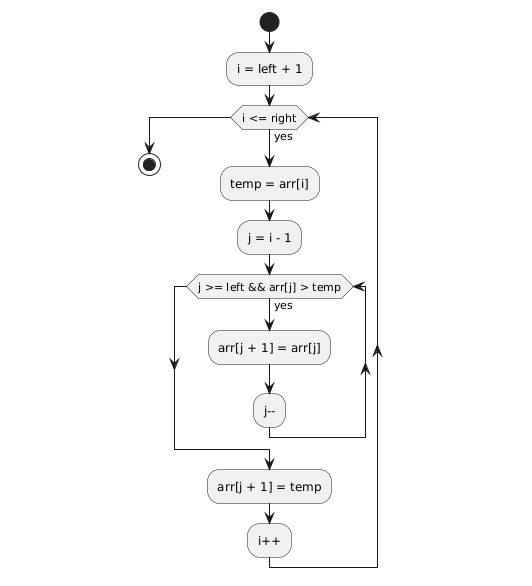 i = left + 1
i <= right
yes
temp = arr[i]
j = i - 1
j >= left && arr[j] > temp
yes
arr[j + 1] = arr[j]
j--
arr[j + 1] = temp
i++